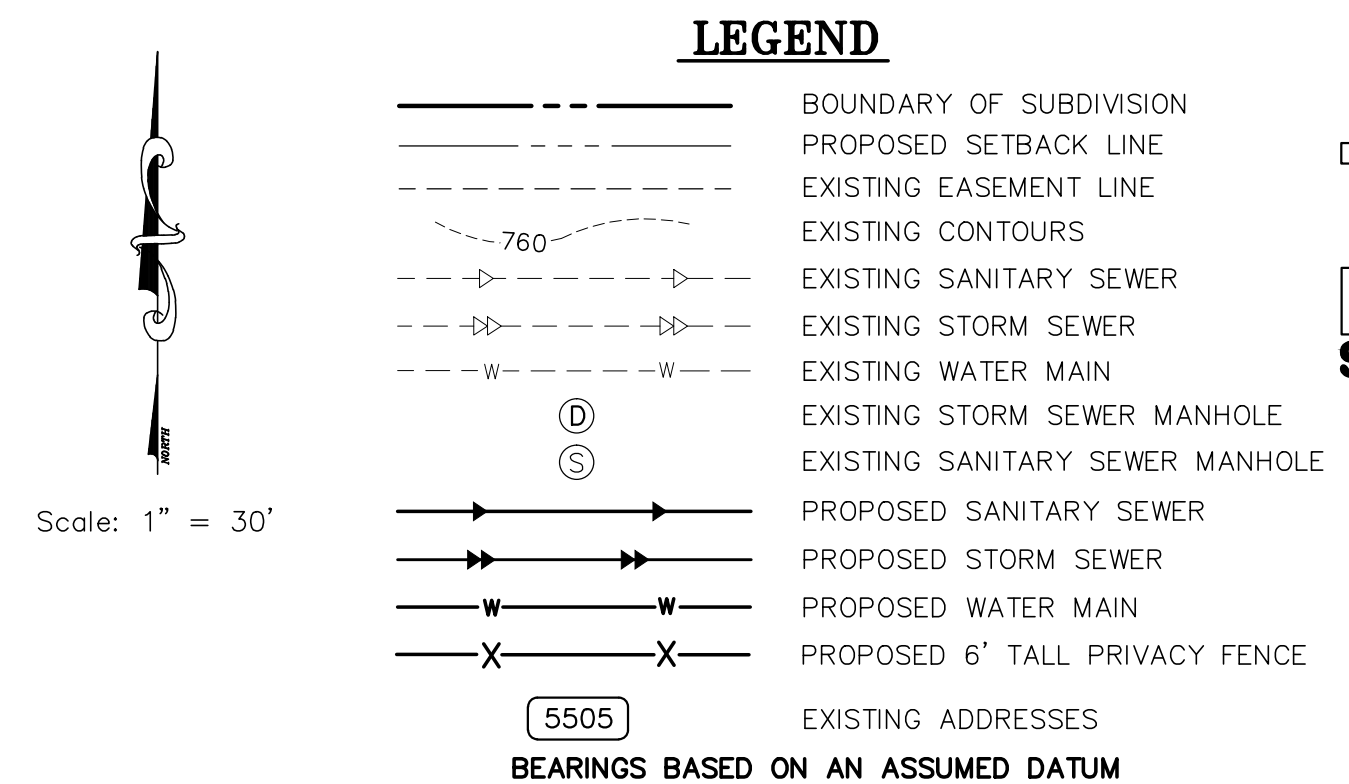 LEGEND
BOUNDARY OF SUBDIVISION
PROPOSED SETBACK LINE
EXISTING EASEMENT LINE
760 EXISTING CONTOURS
EXISTING SANITARY SEWER
EXISTING STORM SEWER
W W EXISTING WATER MAIN
D EXISTING STORM SEWER MANHOLE
S EXISTING SANITARY SEWER MANHOLE
NORTH
Scale: 1" = 30'
PROPOSED SANITARY SEWER
PROPOSED STORM SEWER
W W PROPOSED WATER MAIN
X X PROPOSED 6' TALL PRIVACY FENCE
5505 EXISTING ADDRESSES
BEARINGS BASED ON AN ASSUMED DATUM